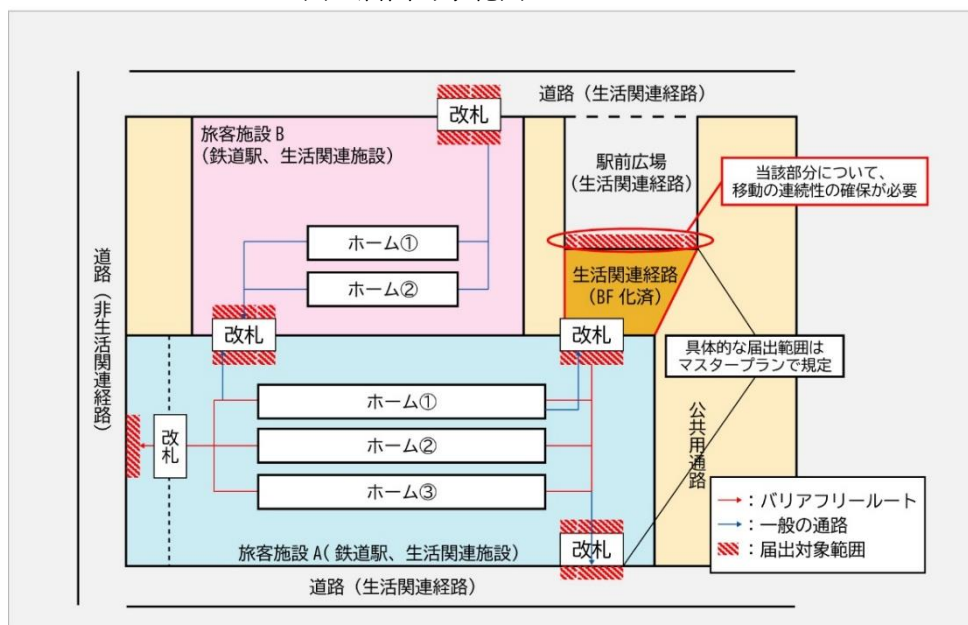 道路（生活関連経路）
改札
旅客施設 B
（鉄道駅、生活関連施設）
駅前広場
（生活関連経路）
当該部分について、
移動の連続性の確保が必要
ホーム①
ホーム②
生活関連経路
（BF 化済）
道路（非生活関連経路）
改札
改札
具体的な届出範囲は
マスタープランで規定
ホーム①
改札
ホーム②
公共用通路
ホーム③
：バリアフリールート
：一般の通路
：届出対象範囲
改札
旅客施設 A( 鉄道駅、生活関連施設）
道路（生活関連経路）